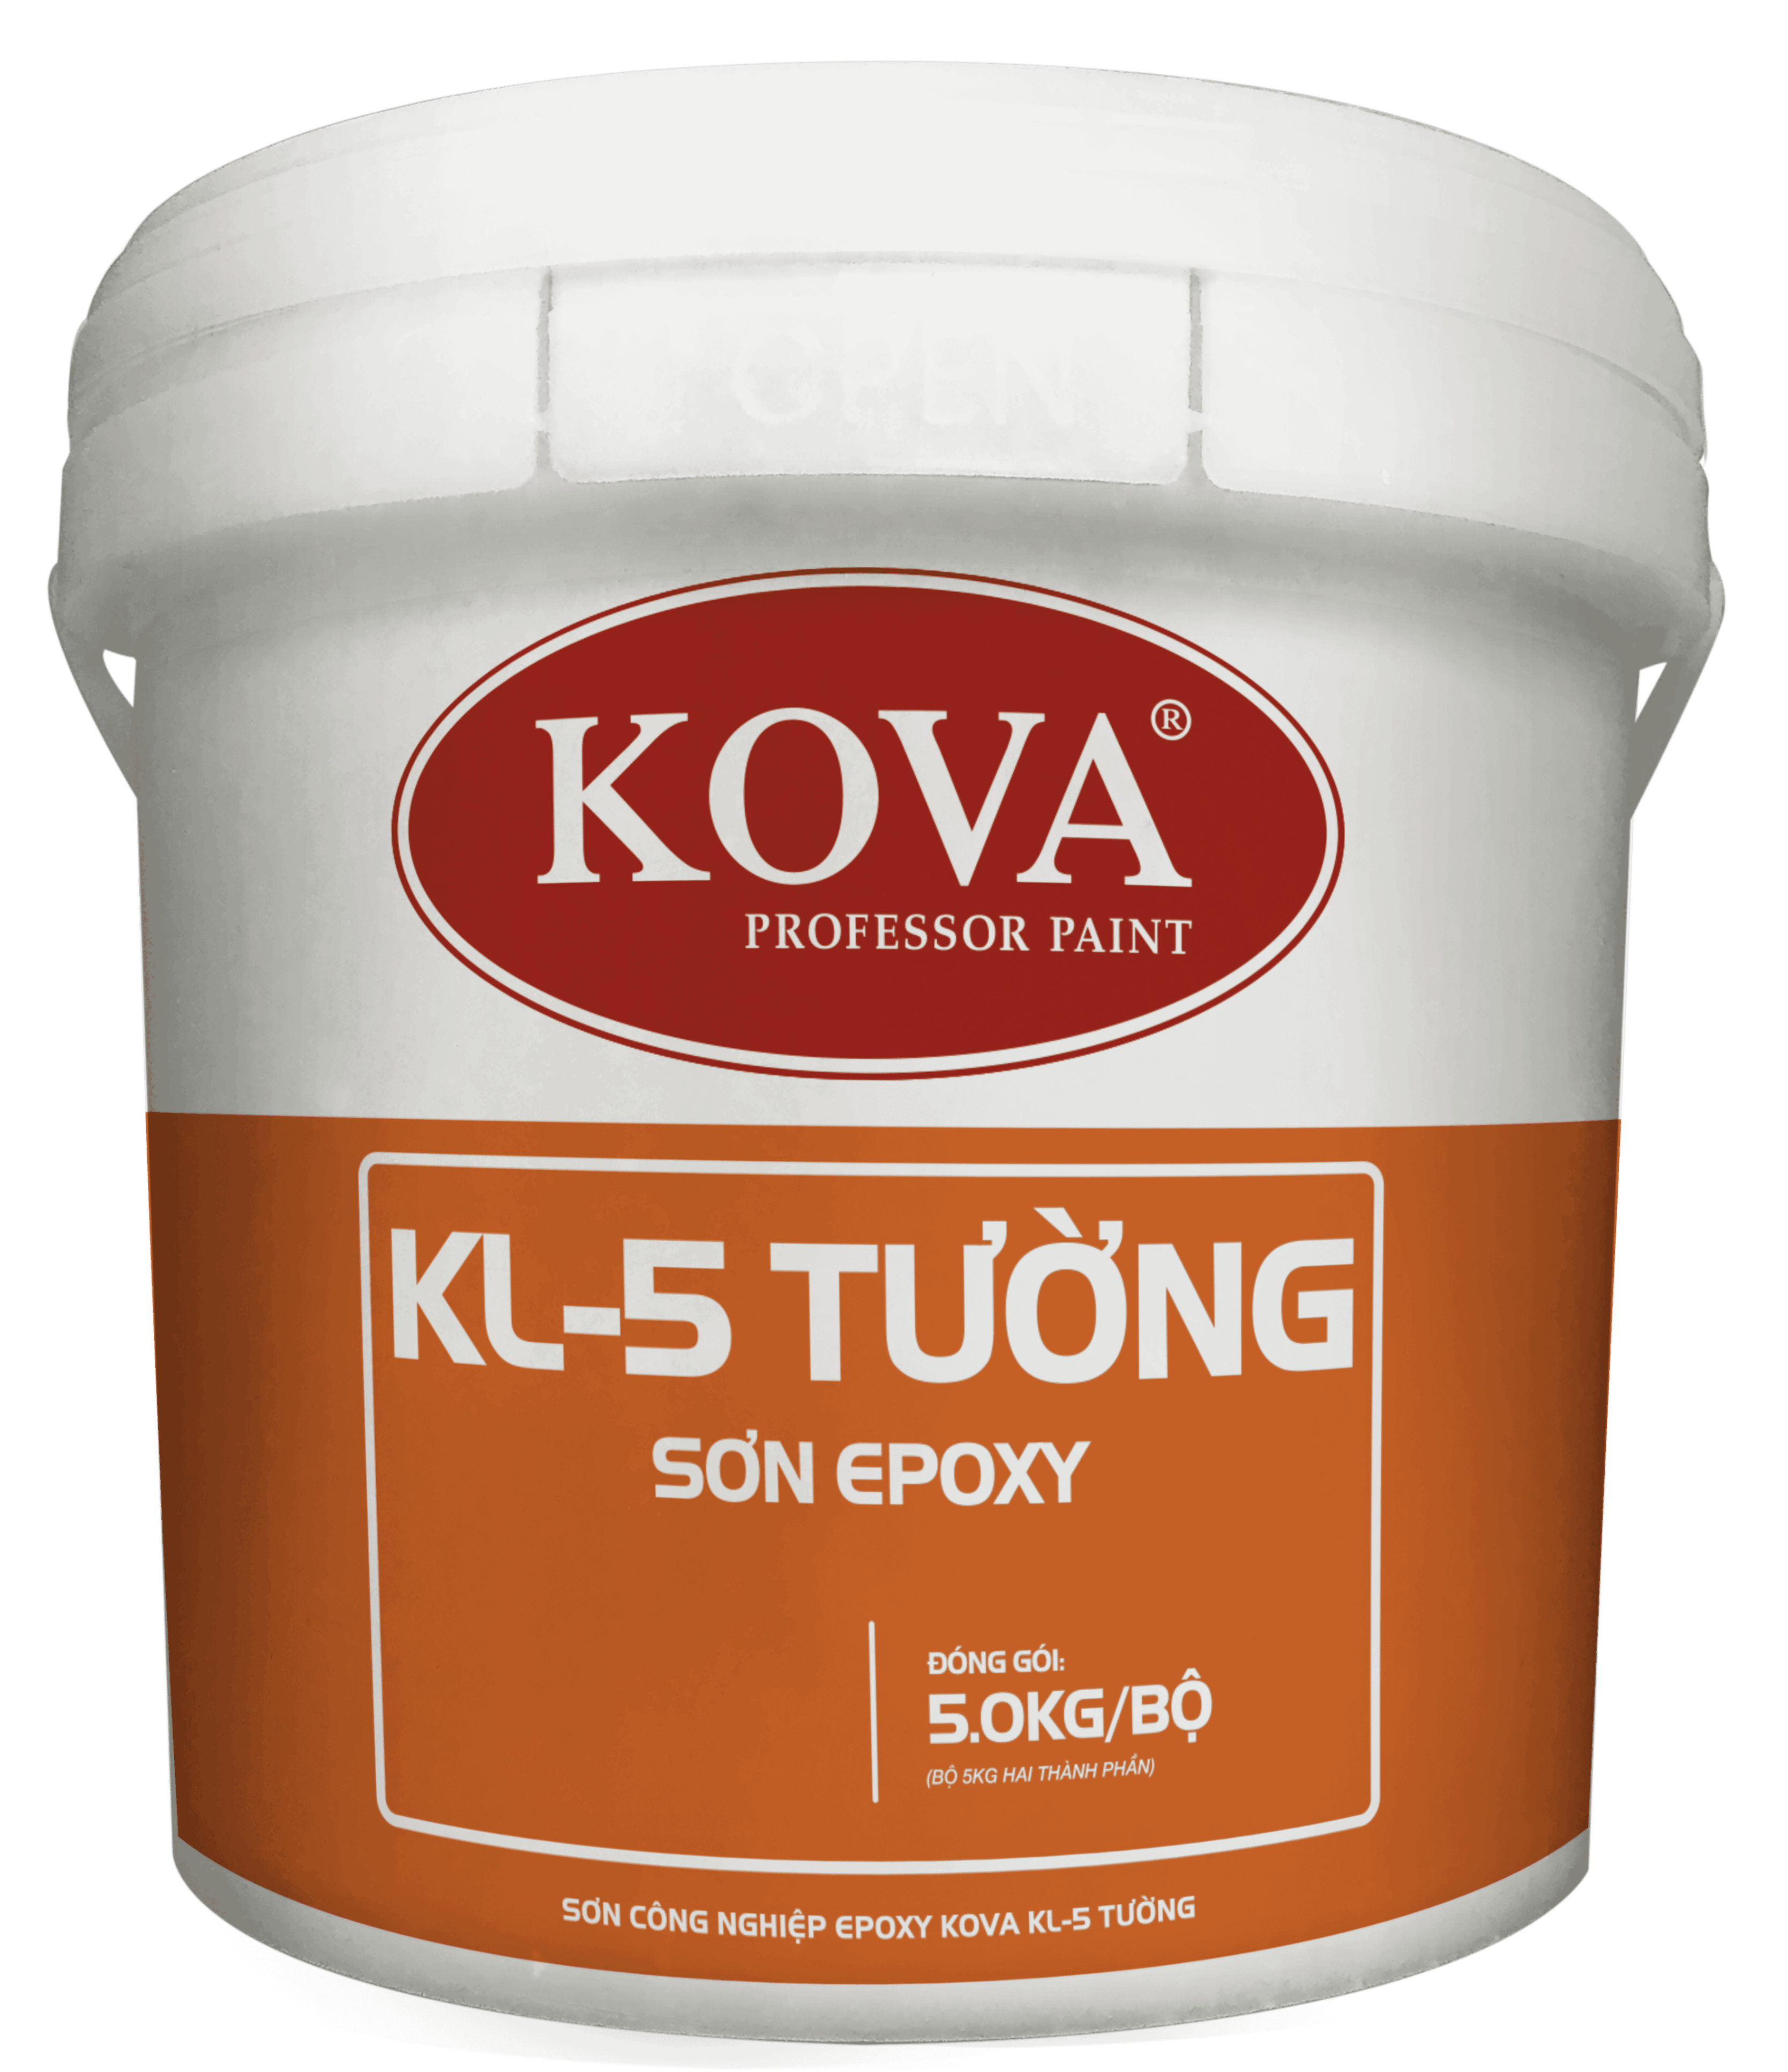 OPEN
KOVA®
PROFESSOR PAINT
KL-5 TƯỜNG
SƠN EPOXY
ĐÓNG GÓI:
5.0KG/BỘ
(BỘ 5KG HAI THÀNH PHẦN)
SƠN CÔNG NGHIỆP EPOXY KOVA KL-5 TƯỜNG